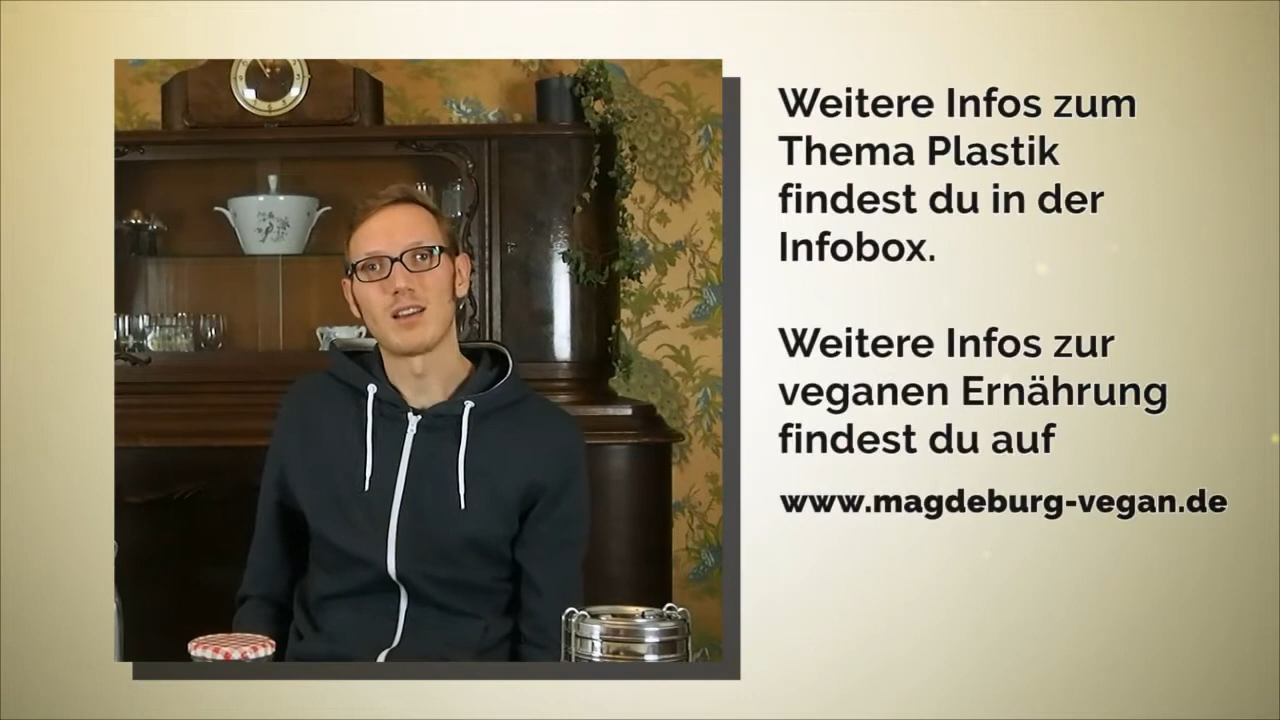 Weitere Infos zum
Thema Plastik
findest du in der
Infobox.
Weitere Infos zur
veganen Ernährung
findest du auf
www.magdeburg-vegan.de